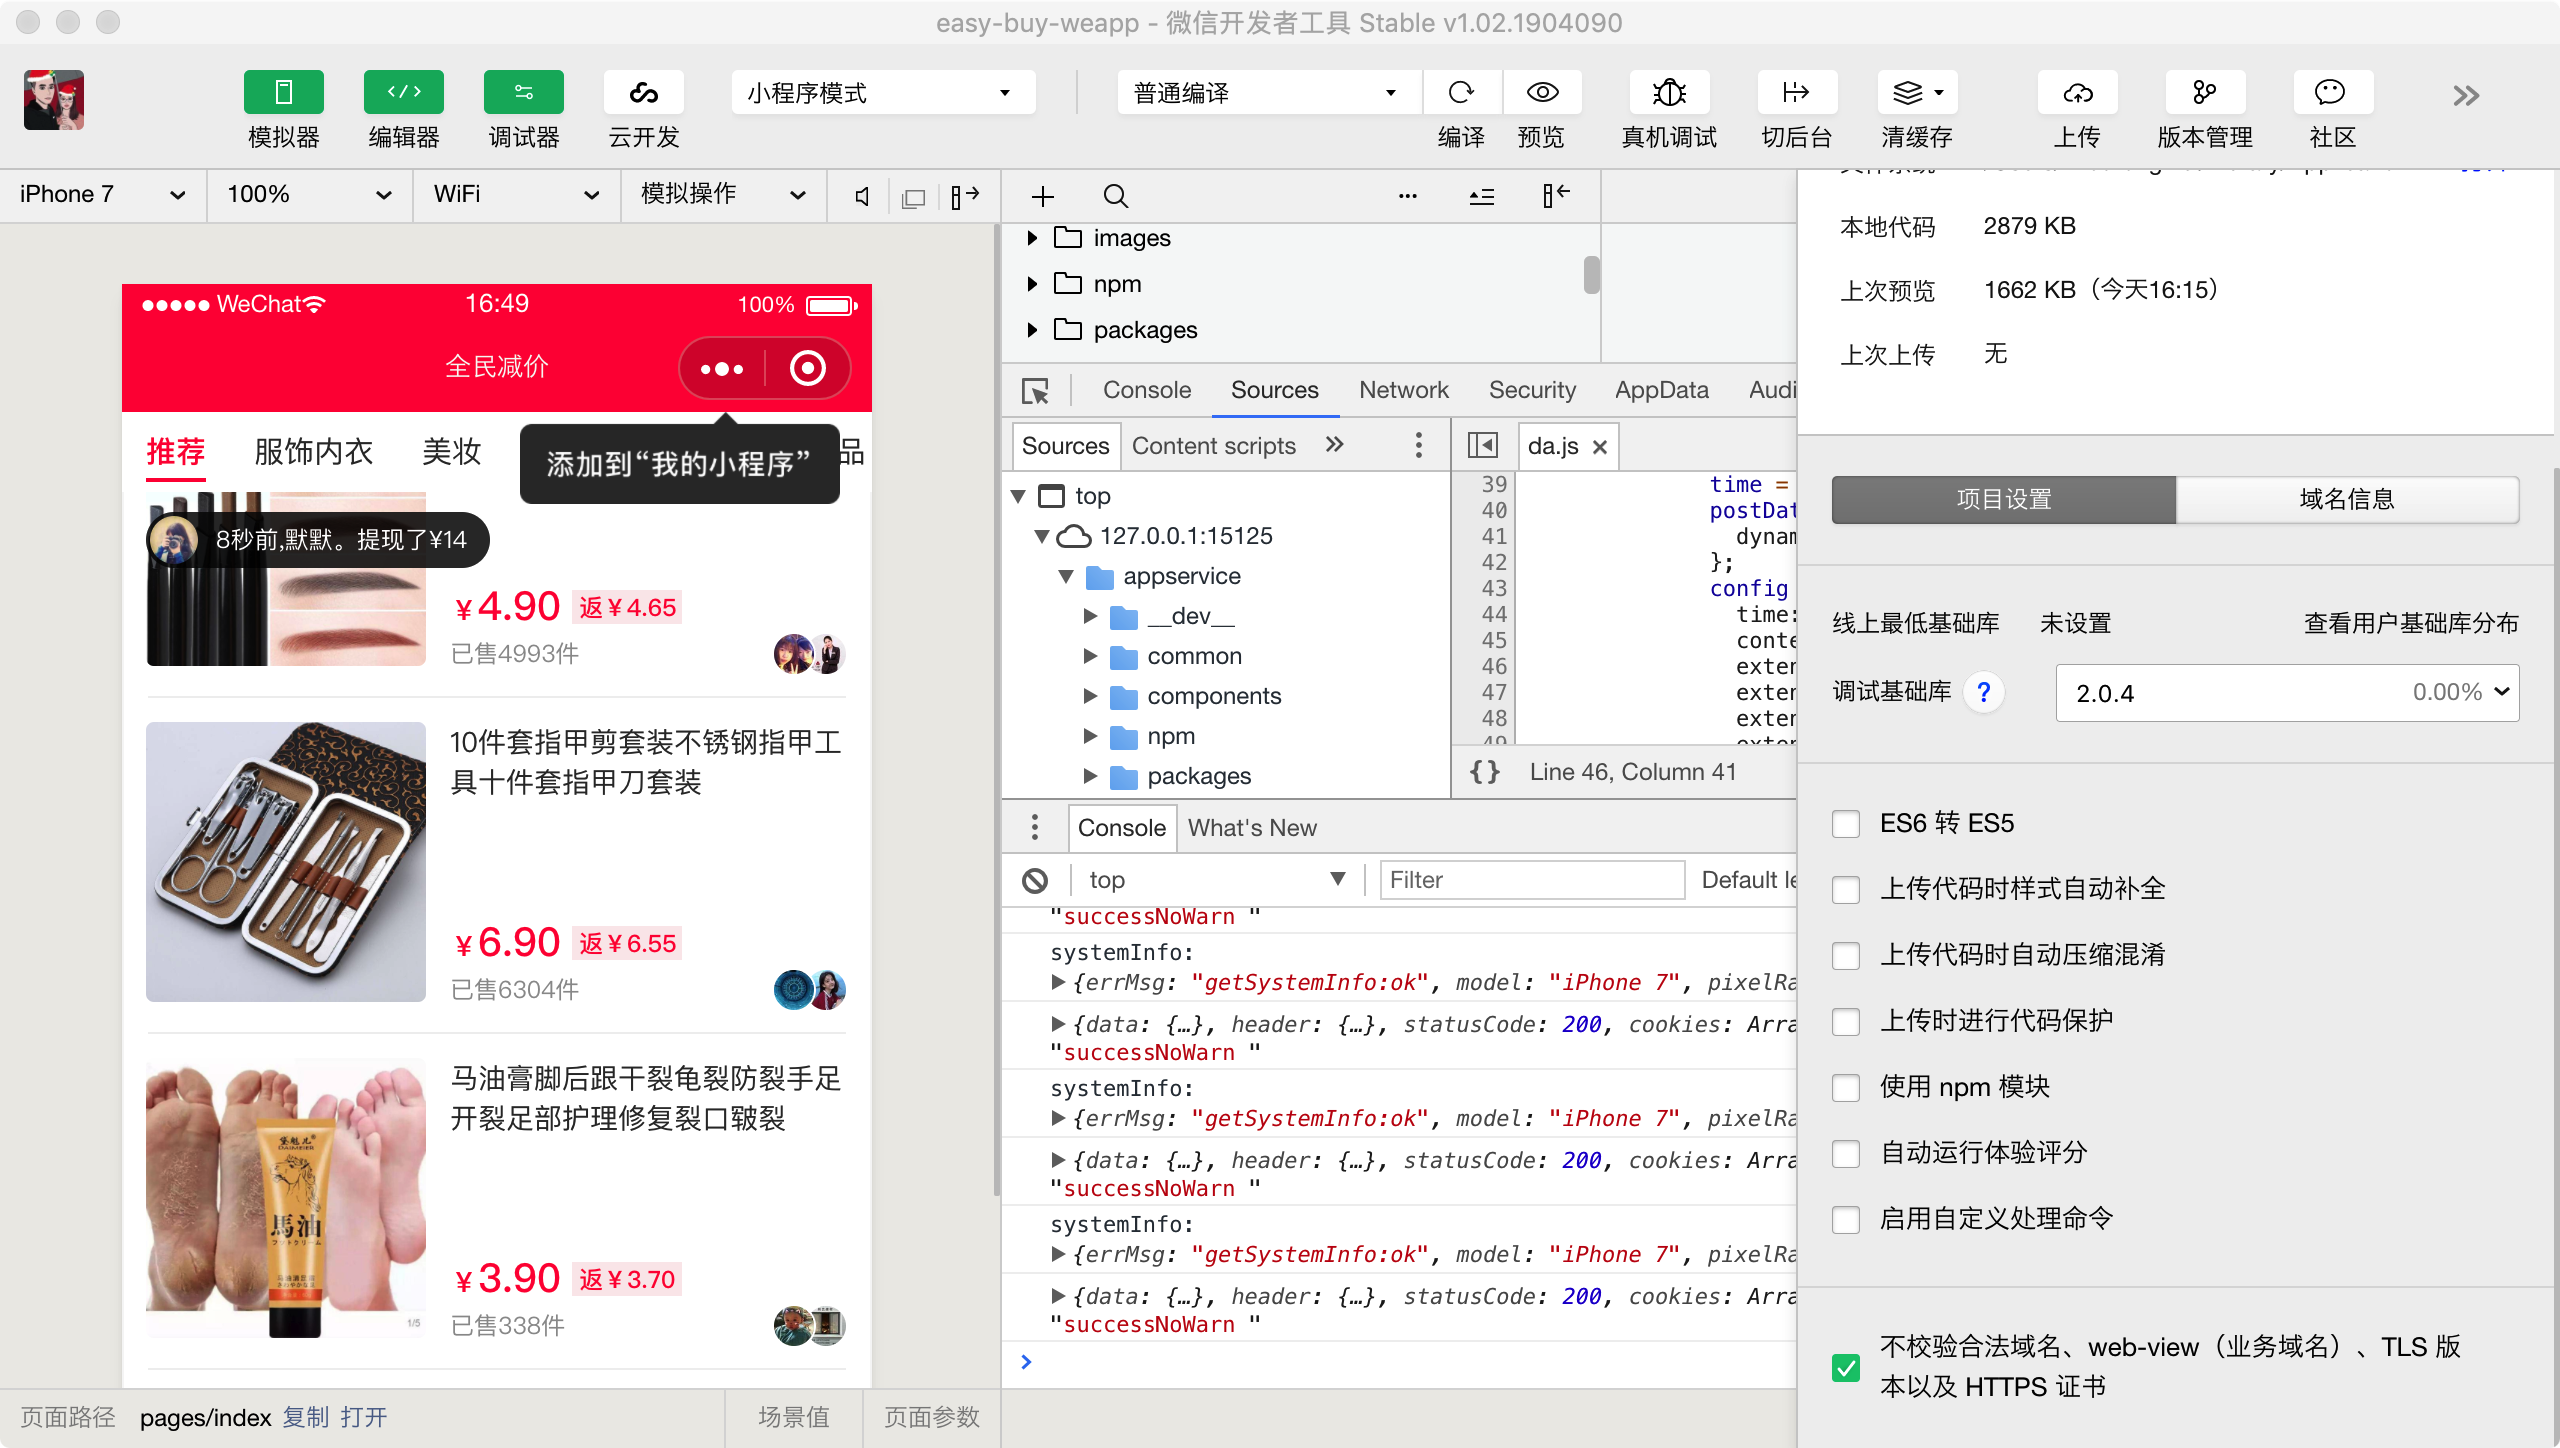 easy-buy-weapp - 微信开发者工具 Stable v1.02.1904090
模拟器
编辑器
调试器
云开发
小程序模式
普通编译
编译
预览
真机调试
切后台
清缓存
上传
版本管理
社区
iPhone 7
100%
WiFi
模拟操作
WeChat
16:49
100%
全民减价
推荐
服饰内衣
美妆
品
添加到“我的小程序”
8秒前,默默。提现了¥14
¥4.90 返¥4.65
已售4993件
10件套指甲剪套装不锈钢指甲工
具十件套指甲刀套装
¥6.90 返¥6.55
已售6304件
马油膏脚后跟干裂龟裂防裂手足
开裂足部护理修复裂口皲裂
馬油
1/5
¥3.90 返¥3.70
已售338件
页面路径 pages/index 复制 打开
场景值
页面参数
images
npm
packages
Console
Sources
Network
Security
AppData
Audi
Sources
Content scripts
top
127.0.0.1:15125
appservice
__dev__
common
components
npm
packages
da.js
39 time =
40 postDat
41 dynam
42 };
43 config
44 time:
45 conte
46 exter
47 exter
48 exter
49 exter
{} Line 46, Column 41
Console
What's New
top
Filter
Default le
"successNoWarn "
systemInfo:
{errMsg: "getSystemInfo:ok", model: "iPhone 7", pixelRa
{data: {…}, header: {…}, statusCode: 200, cookies: Arra
"successNoWarn "
systemInfo:
{errMsg: "getSystemInfo:ok", model: "iPhone 7", pixelRa
{data: {…}, header: {…}, statusCode: 200, cookies: Arra
"successNoWarn "
systemInfo:
{errMsg: "getSystemInfo:ok", model: "iPhone 7", pixelRa
{data: {…}, header: {…}, statusCode: 200, cookies: Arra
"successNoWarn "
本地代码 2879 KB
上次预览 1662 KB（今天16:15）
上次上传 无
项目设置
域名信息
线上最低基础库 未设置 查看用户基础库分布
调试基础库 ? 2.0.4 0.00%
ES6 转 ES5
上传代码时样式自动补全
上传代码时自动压缩混淆
上传时进行代码保护
使用 npm 模块
自动运行体验评分
启用自定义处理命令
不校验合法域名、web-view（业务域名）、TLS 版
本以及 HTTPS 证书